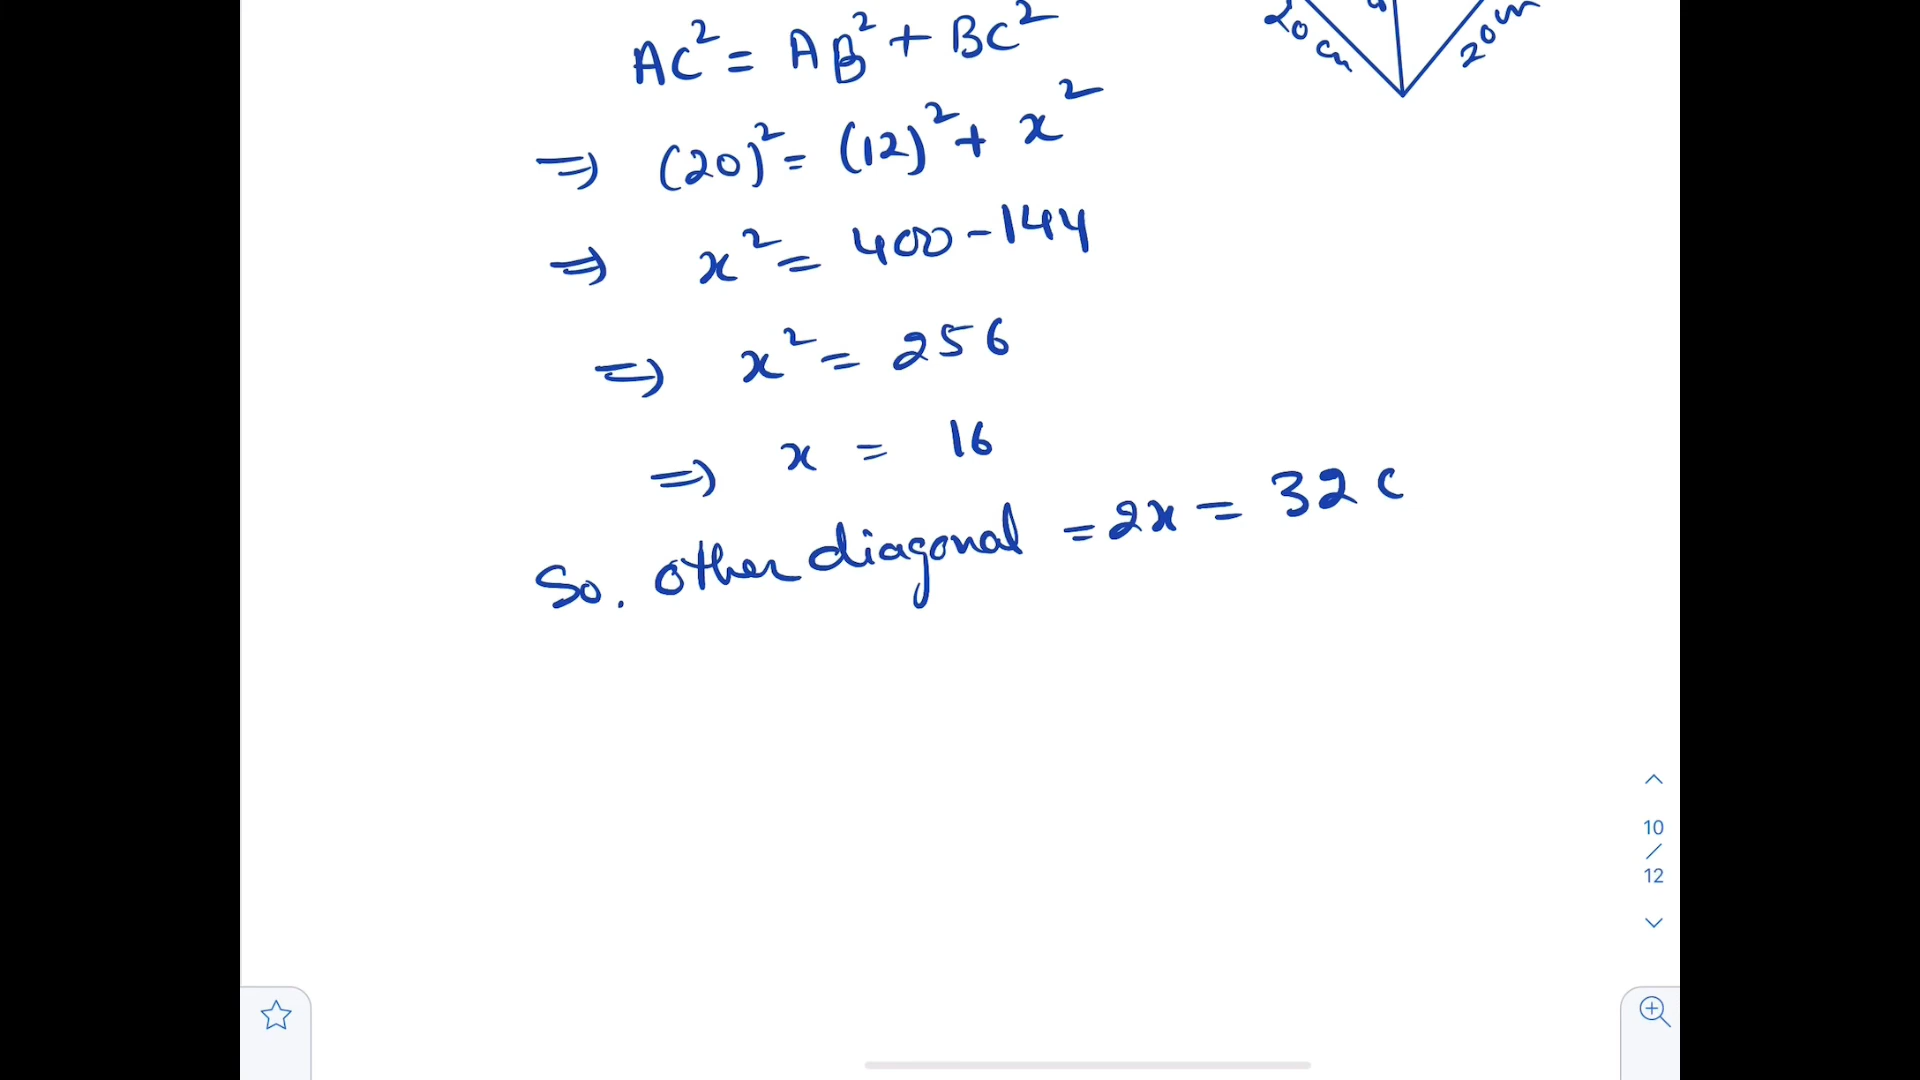 AC² = AB² + BC²
20 cm
20 cm
⇒ (20)² = (12)² + x²
⇒ x² = 400 - 144
⇒ x² = 256
⇒ x = 16
So. other diagonal = 2x = 32 c
10
/
12